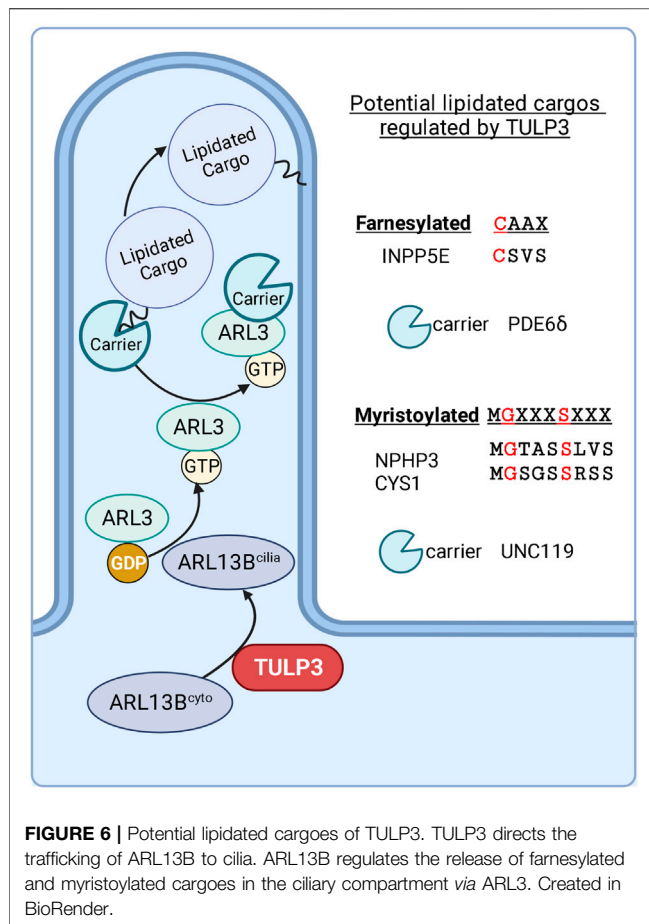 Lipidated
Cargo
Lipidated
Cargo
Carrier
Carrier
ARL3
GTP
ARL3
GTP
ARL3
GDP
ARL13Bcilia
TULP3
ARL13Bcyto
Potential lipidated cargos
regulated by TULP3
Farnesylated CAAX
INPP5E CSVS
carrier PDE6δ
Myristoylated MGXXXSXXX
NPHP3 MGTASSLVS
CYS1 MGSGSSRSS
carrier UNC119
FIGURE 6 | Potential lipidated cargoes of TULP3. TULP3 directs the
trafficking of ARL13B to cilia. ARL13B regulates the release of farnesylated
and myristoylated cargoes in the ciliary compartment via ARL3. Created in
BioRender.